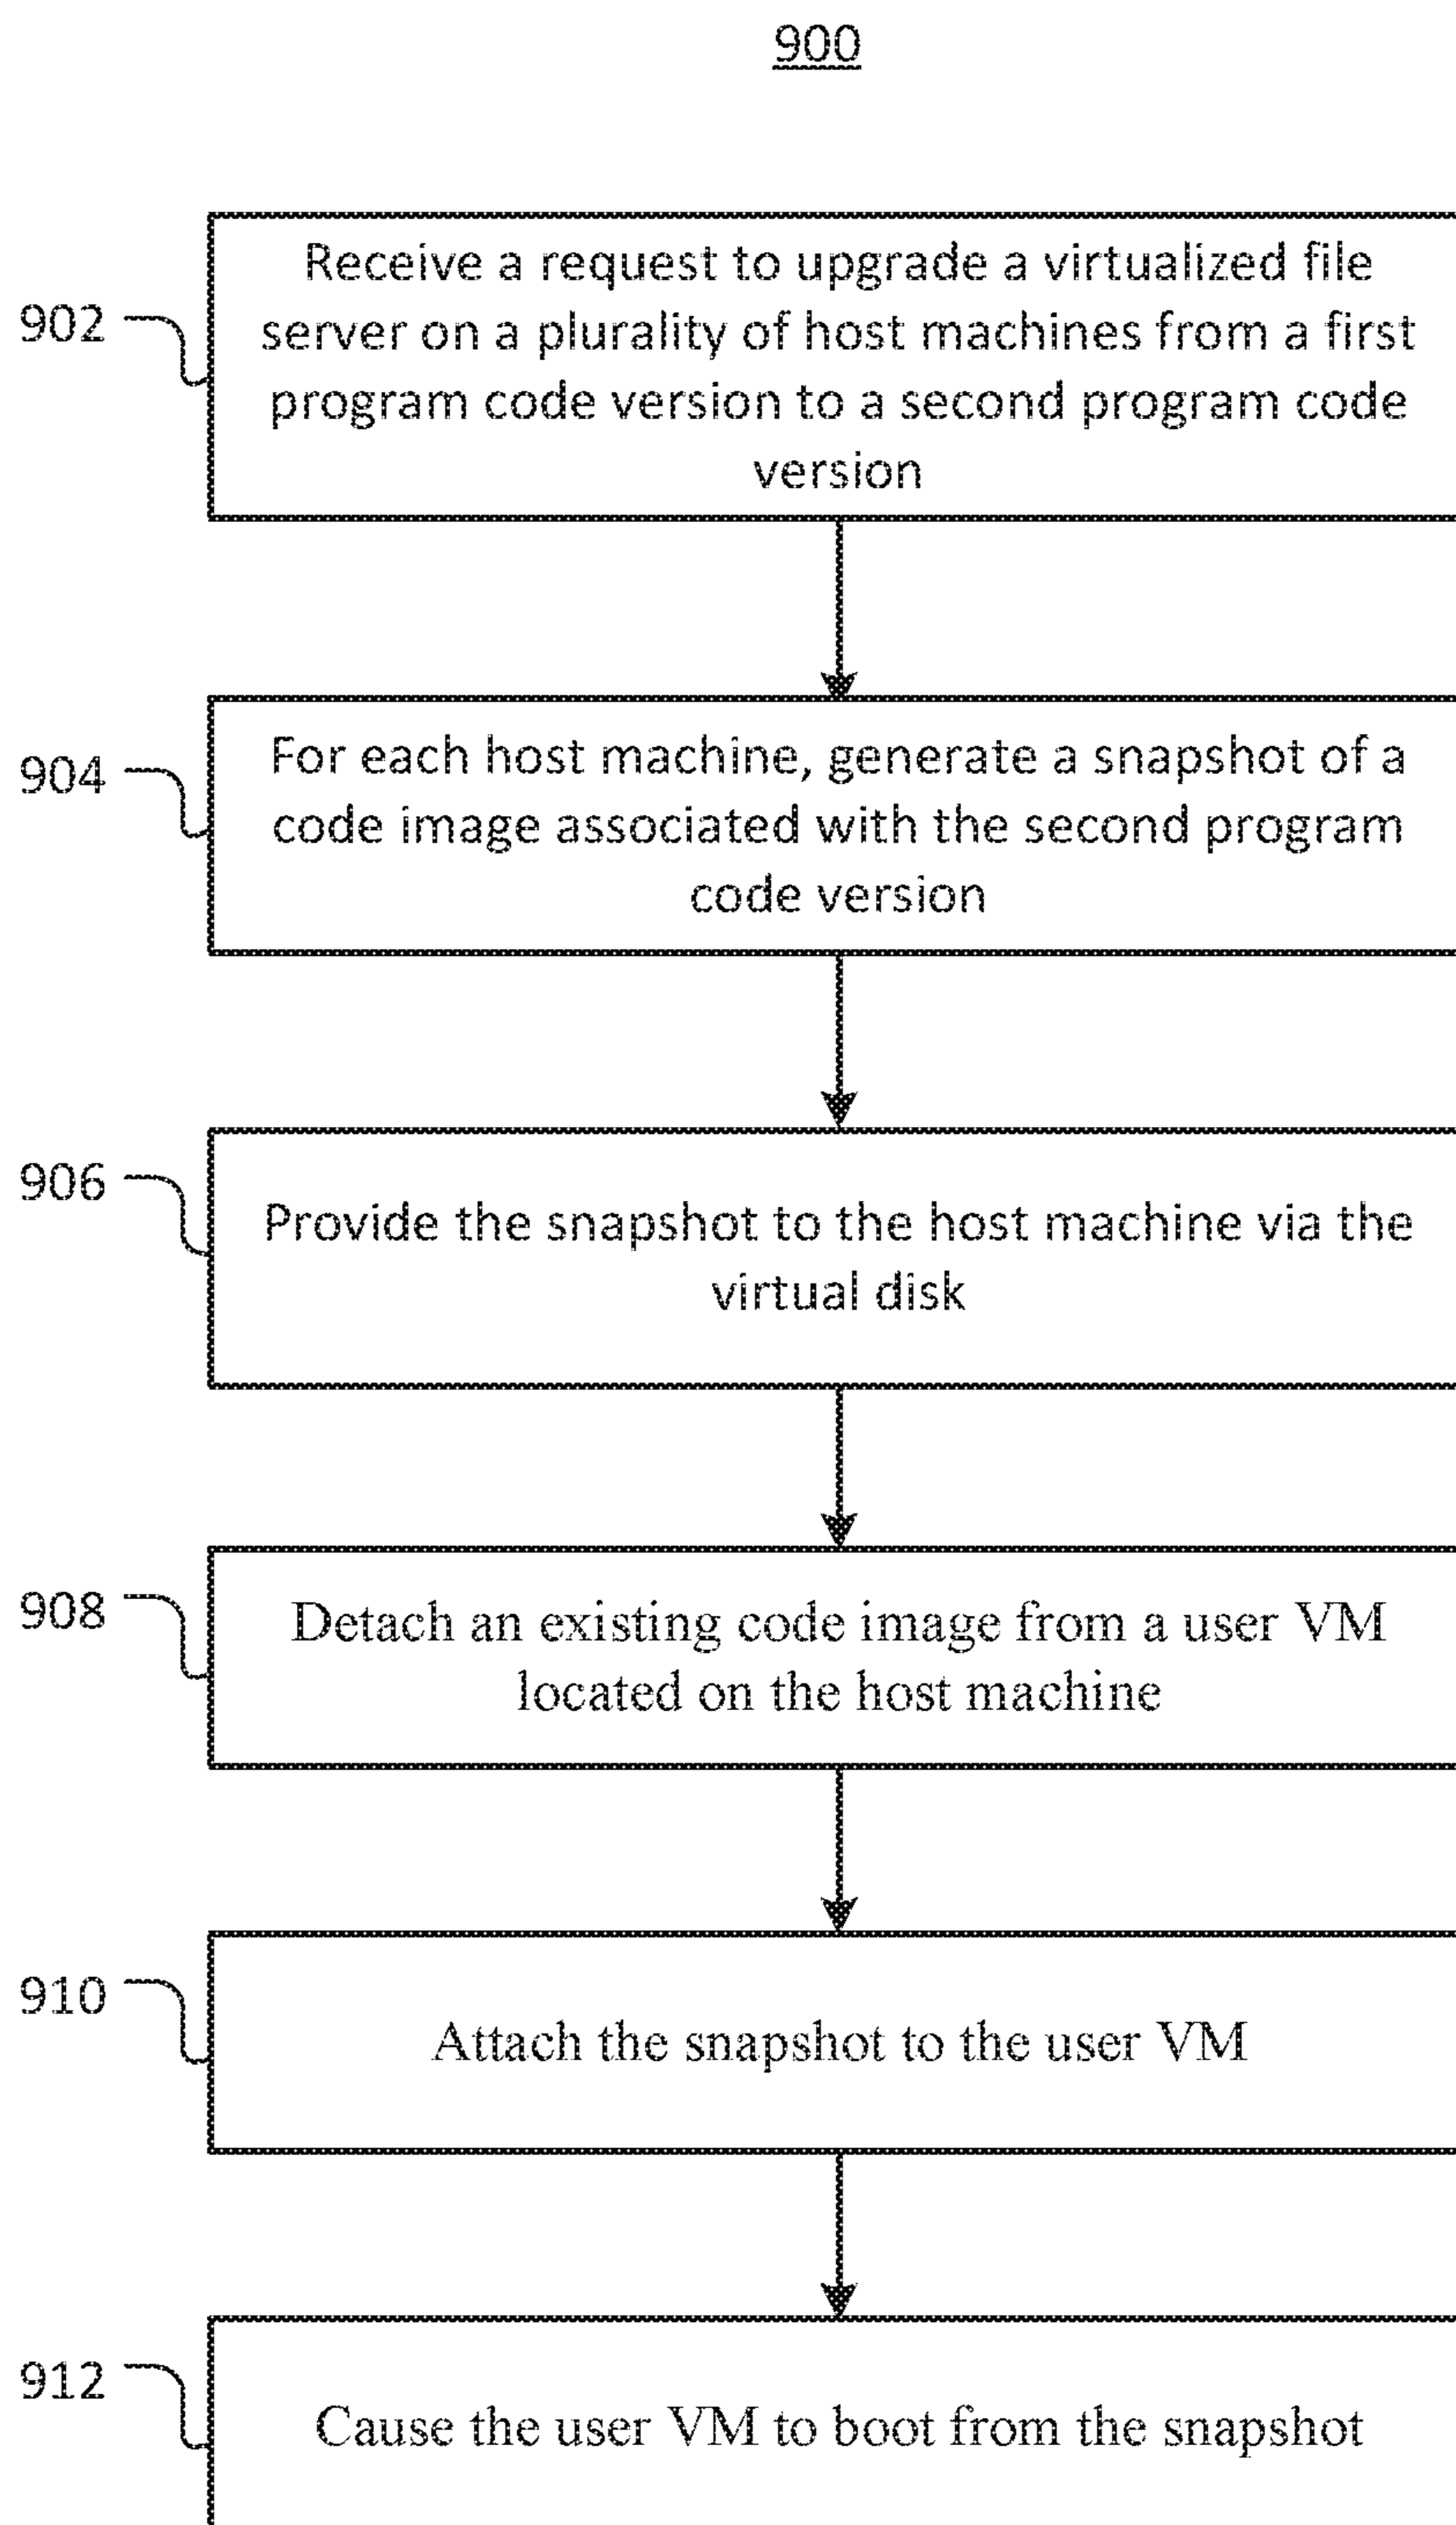 900
902
Receive a request to upgrade a virtualized file
server on a plurality of host machines from a first
program code version to a second program code
version
904
For each host machine, generate a snapshot of a
code image associated with the second program
code version
906
Provide the snapshot to the host machine via the
virtual disk
908
Detach an existing code image from a user VM
located on the host machine
910
Attach the snapshot to the user VM
912
Cause the user VM to boot from the snapshot